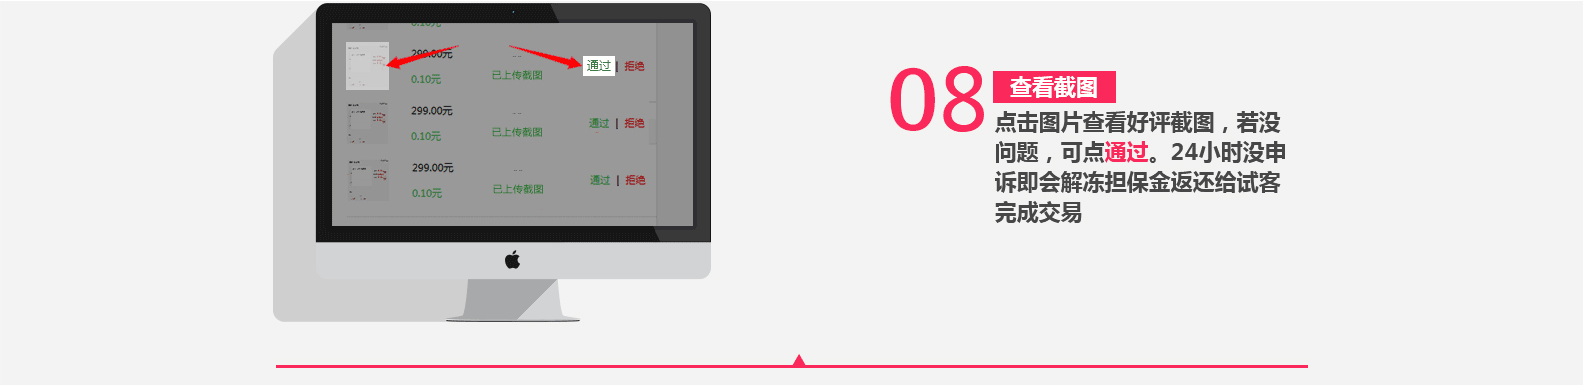 0.10元
299.00元
通过 | 拒绝
0.10元
已上传截图
299.00元
通过 | 拒绝
0.10元
已上传截图
299.00元
通过 | 拒绝
0.10元
已上传截图
08
查看截图
点击图片查看好评截图，若没
问题，可点通过。24小时没申
诉即会解冻担保金返还给试客
完成交易